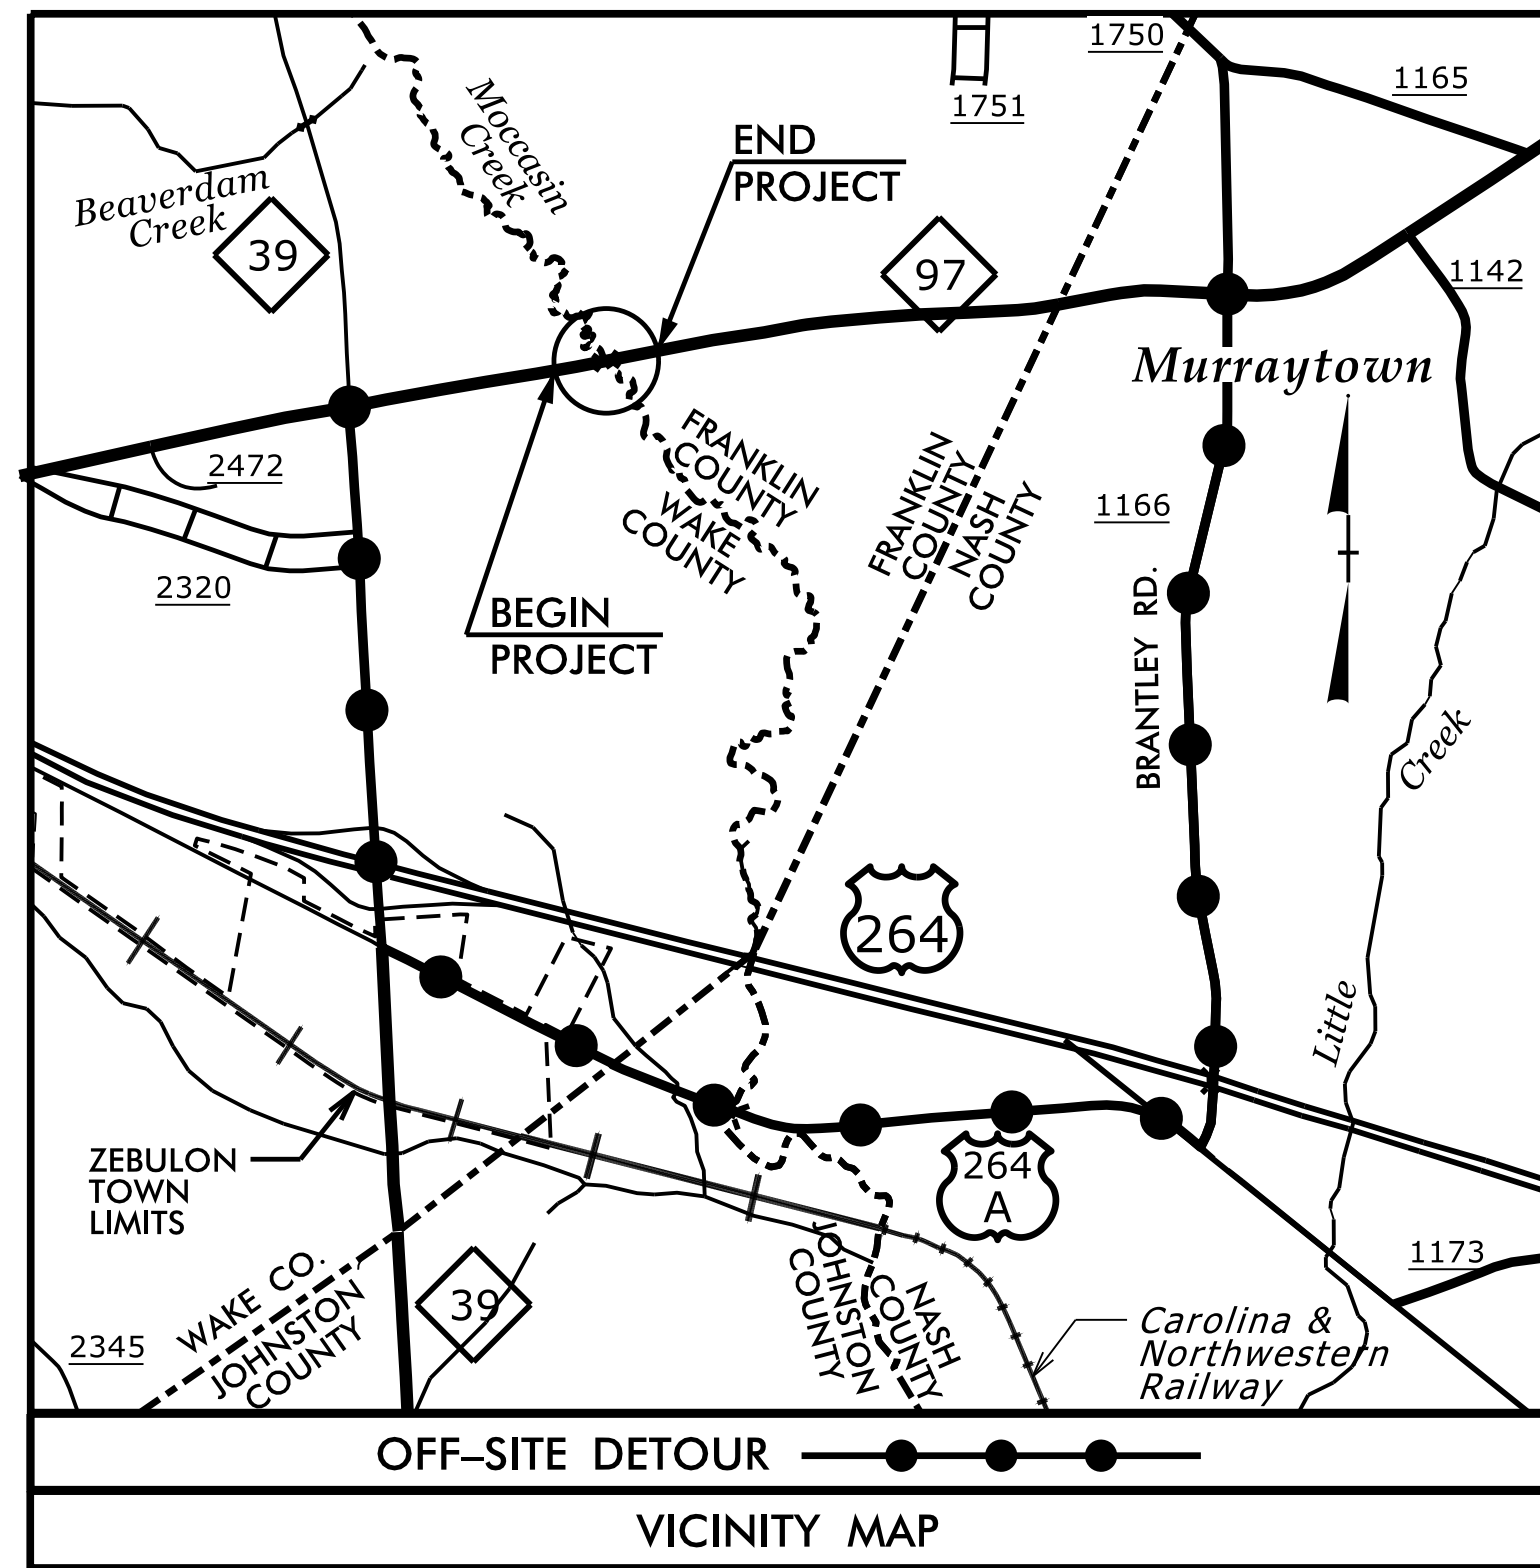 1750
1165
1751
Moccasin
Creek
END
PROJECT
Beaverdam
Creek
39
97
1142
Murraytown
2472
FRANKLIN
COUNTY
WAKE
COUNTY
FRANKLIN
COUNTY
NASH
COUNTY
1166
2320
BEGIN
PROJECT
BRANTLEY RD.
Little Creek
264
ZEBULON
TOWN
LIMITS
264
A
WAKE CO.
JOHNSTON
COUNTY
39
JOHNSTON
COUNTY
NASH
COUNTY
1173
2345
Carolina &
Northwestern
Railway
OFF–SITE DETOUR
VICINITY MAP